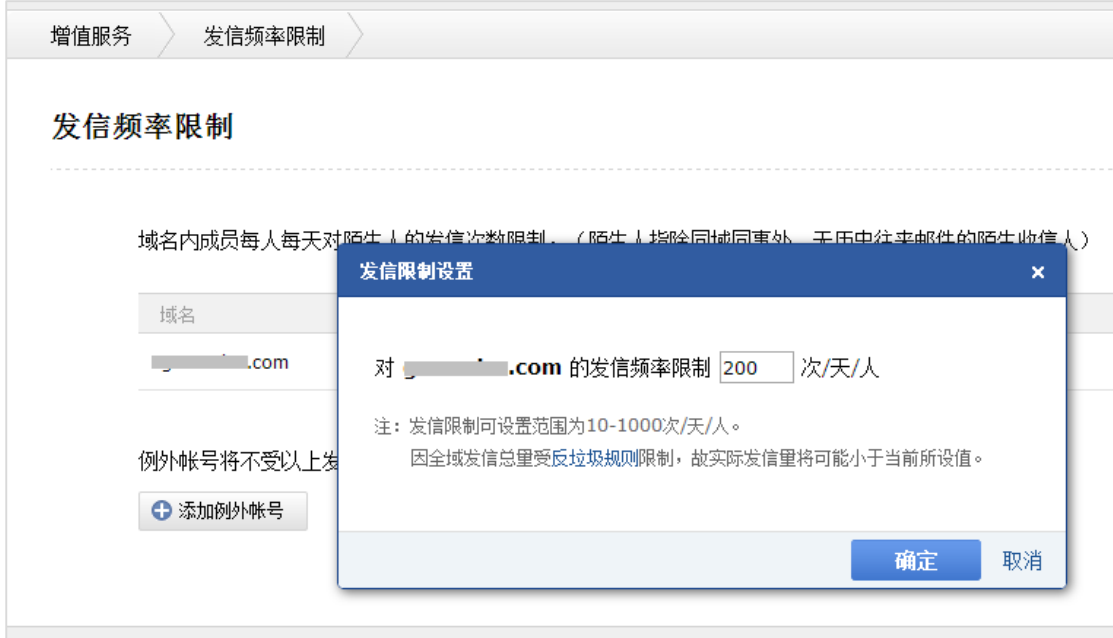 增值服务
发信频率限制
发信频率限制
域名内成员每人每天对陌生人的发信次数限制。（陌生人指除同域同事外，无历史往来邮件的陌生收信人）
发信限制设置
×
域名
.com
对 .com 的发信频率限制 200 次/天/人
注：发信限制可设置范围为10-1000次/天/人。
因全域发信总量受反垃圾规则限制，故实际发信量将可能小于当前所设值。
例外帐号将不受以上发
添加例外帐号
确定
取消